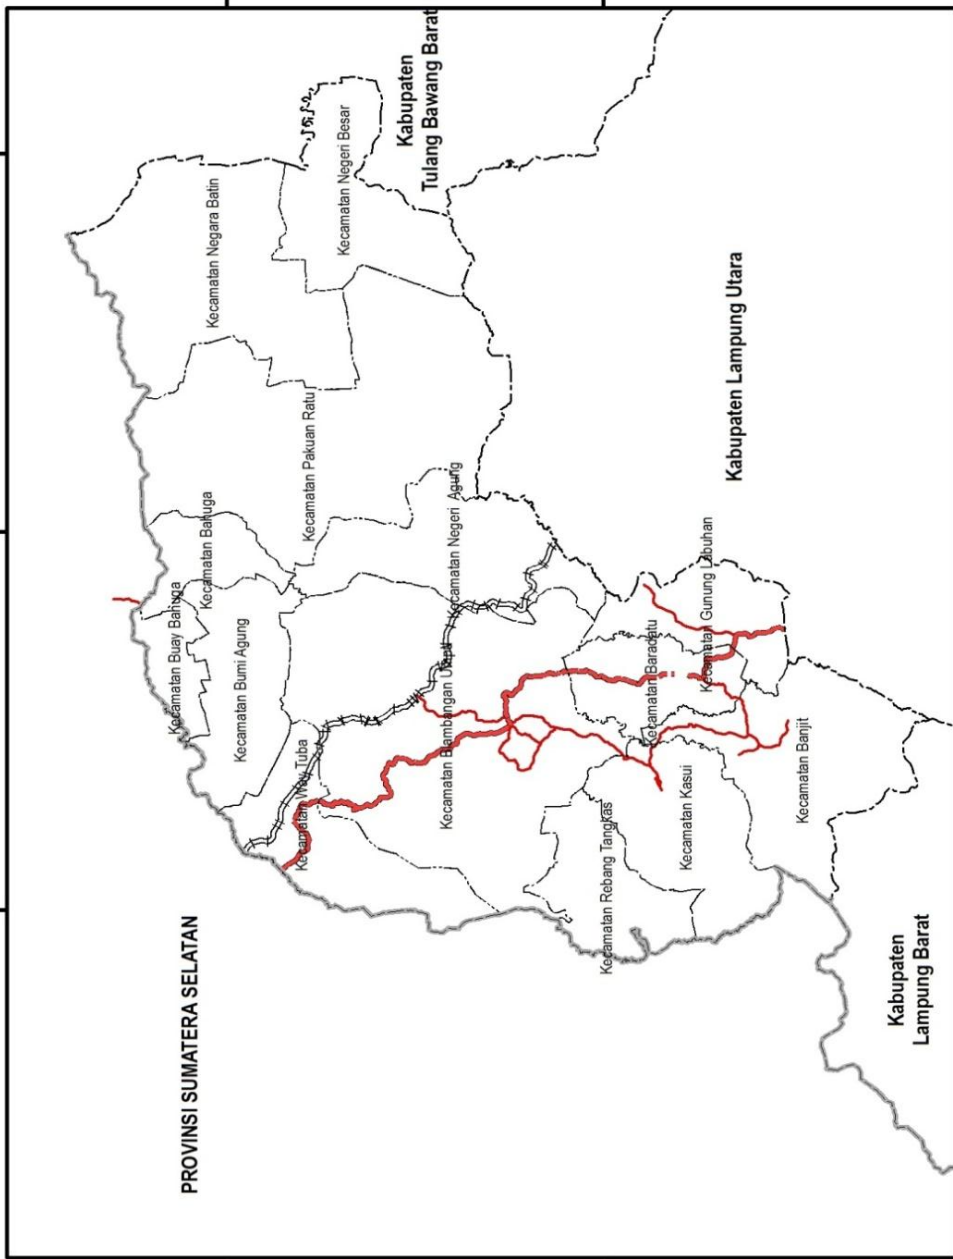 Kecamatan Buay Bahuga
PROVINSI SUMATERA SELATAN
Kecamatan Bahuga
Kecamatan Negara Batin
Kecamatan Bumi Agung
Kecamatan Way Tuba
Kecamatan Pakuan Ratu
Kecamatan Negeri Besar
Kabupaten
Tulang Bawang Barat
Kecamatan Blambangan Umpu
Kecamatan Negeri Agung
Kecamatan Rebang Tangkas
Kecamatan Baradatu
Kecamatan Kasui
Kecamatan Gunung Labuhan
Kabupaten Lampung Utara
Kecamatan Banjit
Kabupaten
Lampung Barat